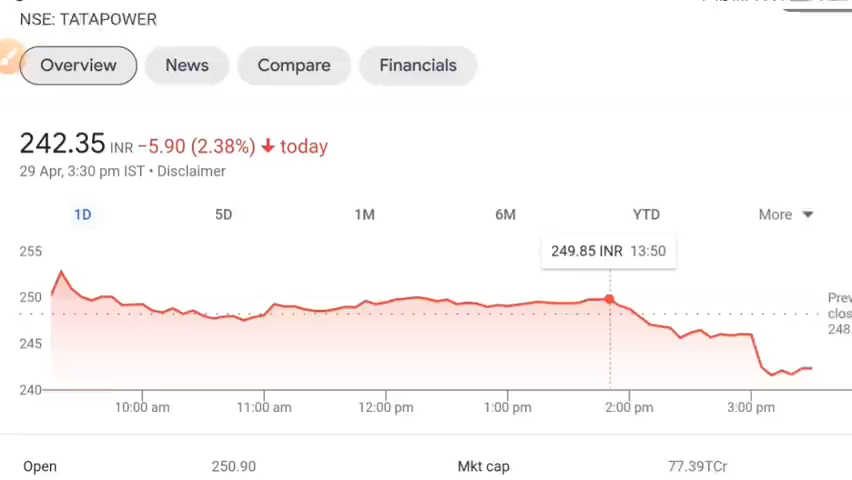 NSE: TATAPOWER
Overview News Compare Financials
242.35 INR −5.90 (2.38%) today
29 Apr, 3:30 pm IST • Disclaimer
1D 5D 1M 6M YTD More
249.85 INR 13:50
255
250
245
240
Prev
clos
248.
10:00 am 11:00 am 12:00 pm 1:00 pm 2:00 pm 3:00 pm
Open 250.90 Mkt cap 77.39TCr